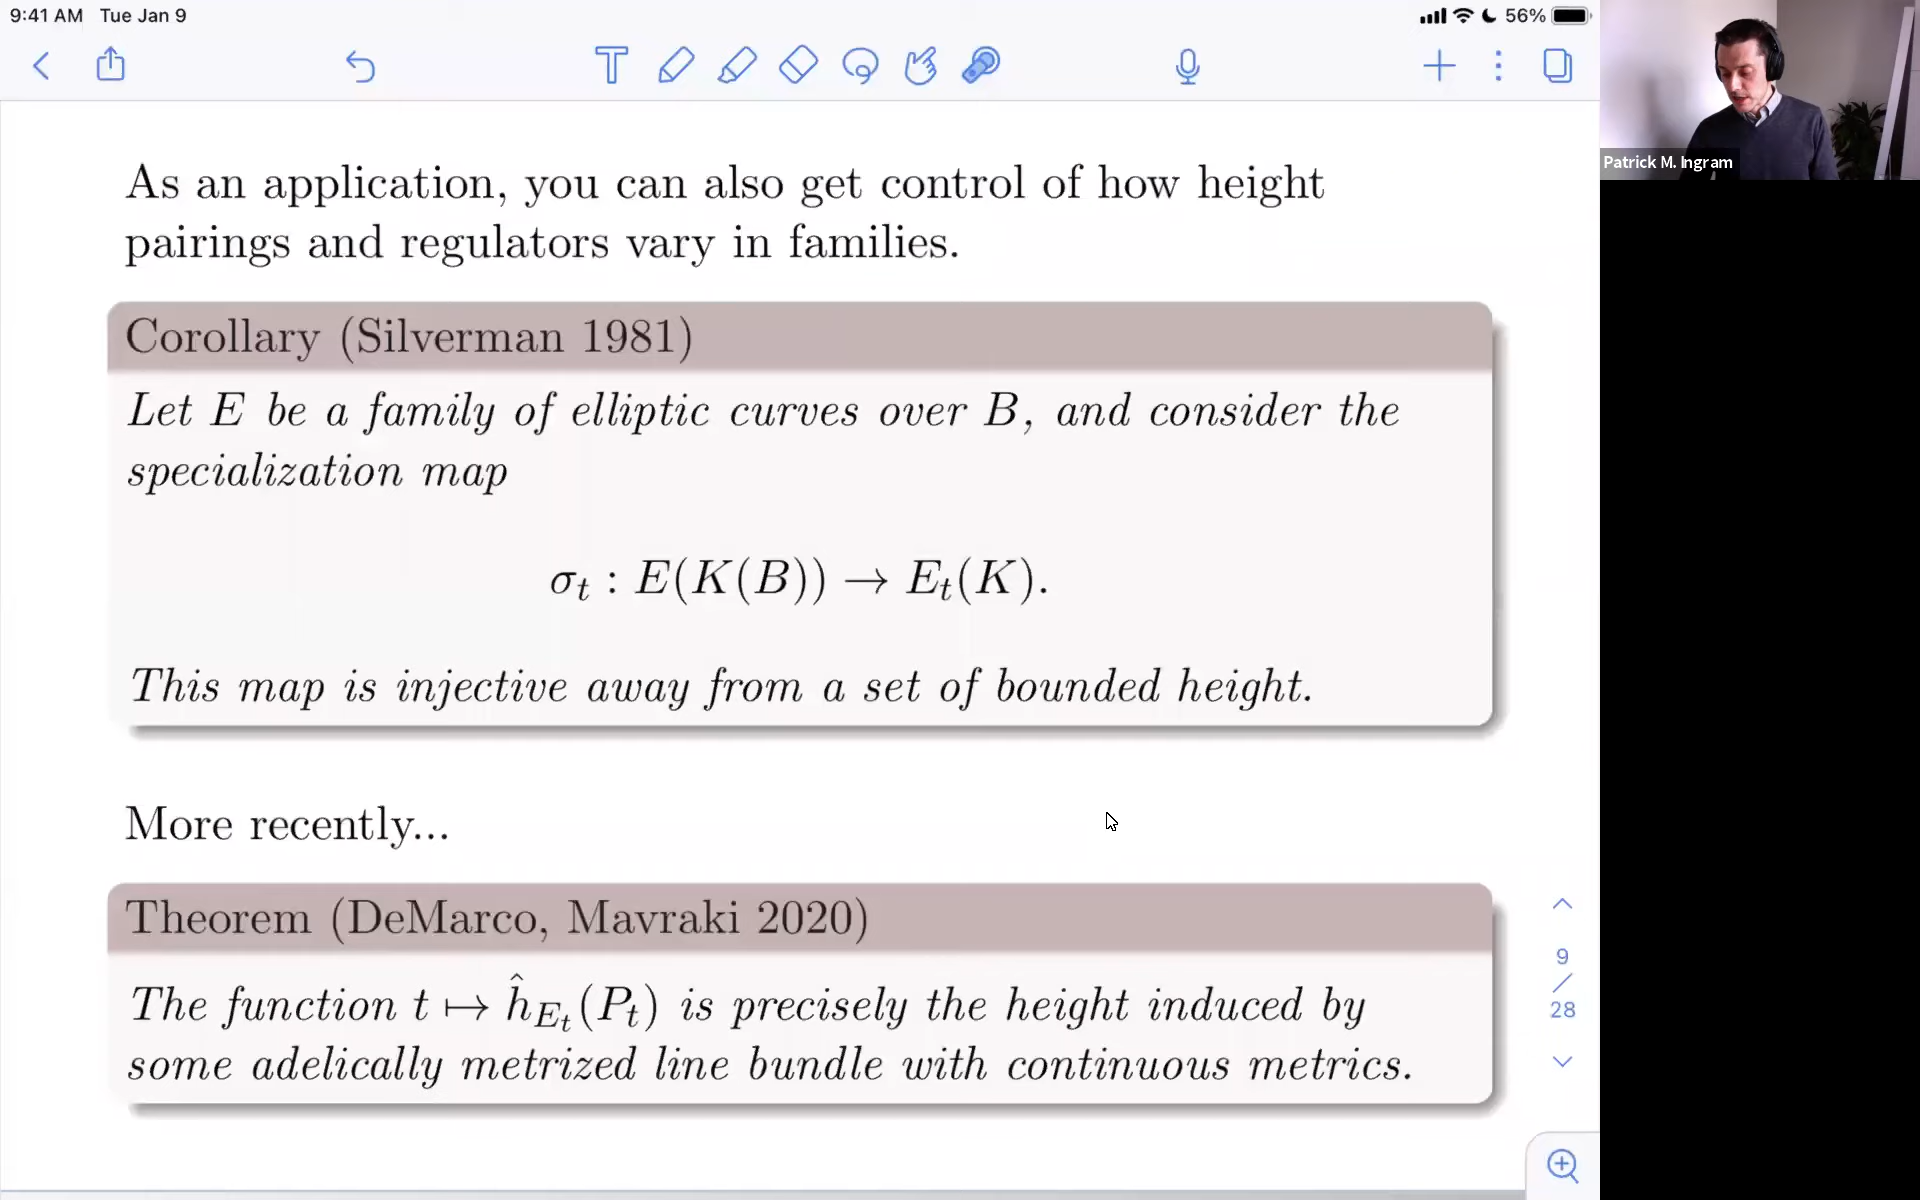 9:41 AM Tue Jan 9
56%
Patrick M. Ingram
As an application, you can also get control of how height
pairings and regulators vary in families.
Corollary (Silverman 1981)
Let E be a family of elliptic curves over B, and consider the
specialization map
σ_t : E(K(B)) → E_t(K).
This map is injective away from a set of bounded height.
More recently...
Theorem (DeMarco, Mavraki 2020)
The function t ↦ ĥ_{E_t}(P_t) is precisely the height induced by
some adelically metrized line bundle with continuous metrics.
9
/
28